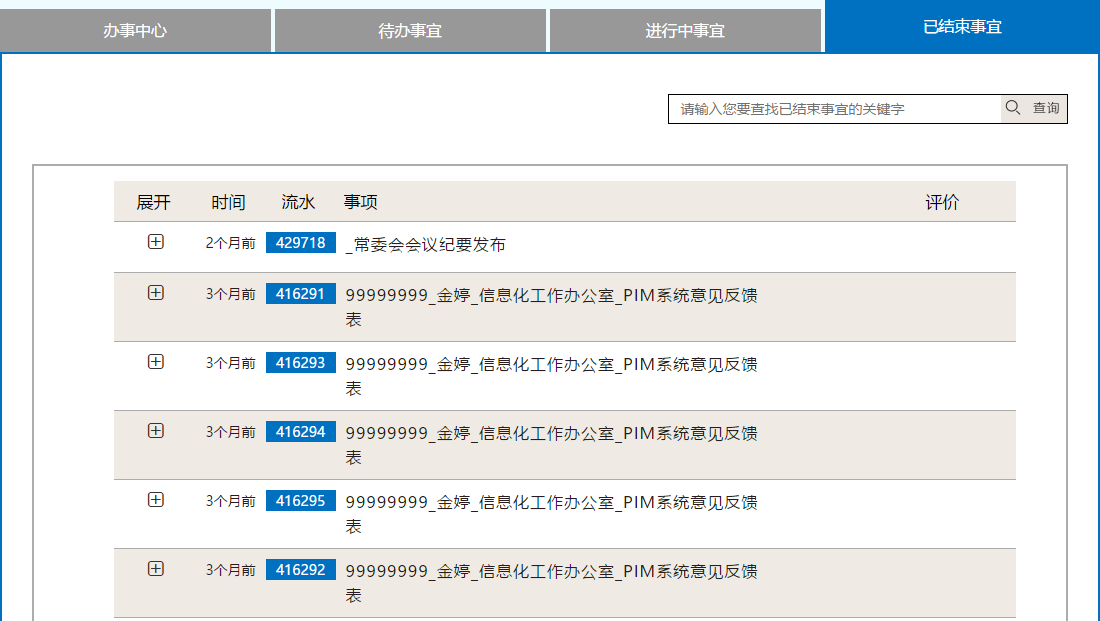 办事中心 待办事宜 进行中事宜 已结束事宜
请输入您要查找已结束事宜的关键字 查询
展开 时间 流水 事项 评价
2个月前 429718 _常委会会议纪要发布
3个月前 416291 99999999_金婷_信息化工作办公室_PIM系统意见反馈
表
3个月前 416293 99999999_金婷_信息化工作办公室_PIM系统意见反馈
表
3个月前 416294 99999999_金婷_信息化工作办公室_PIM系统意见反馈
表
3个月前 416295 99999999_金婷_信息化工作办公室_PIM系统意见反馈
表
3个月前 416292 99999999_金婷_信息化工作办公室_PIM系统意见反馈
表